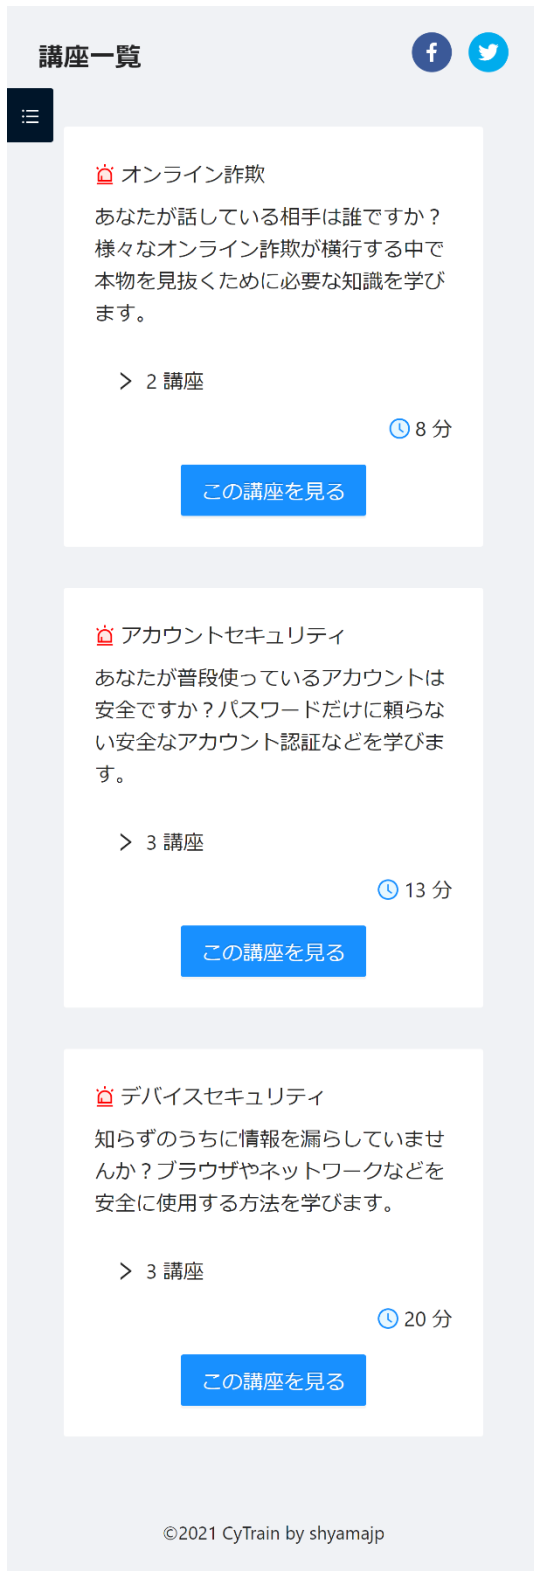 講座一覧
オンライン詐欺
あなたが話している相手は誰ですか？
様々なオンライン詐欺が横行する中で
本物を見抜くために必要な知識を学び
ます。
2 講座
8 分
この講座を見る
アカウントセキュリティ
あなたが普段使っているアカウントは
安全ですか？パスワードだけに頼らな
い安全なアカウント認証などを学びま
す。
3 講座
13 分
この講座を見る
デバイスセキュリティ
知らずのうちに情報を漏らしていませ
んか？ブラウザやネットワークなどを
安全に使用する方法を学びます。
3 講座
20 分
この講座を見る
©2021 CyTrain by shyamajp